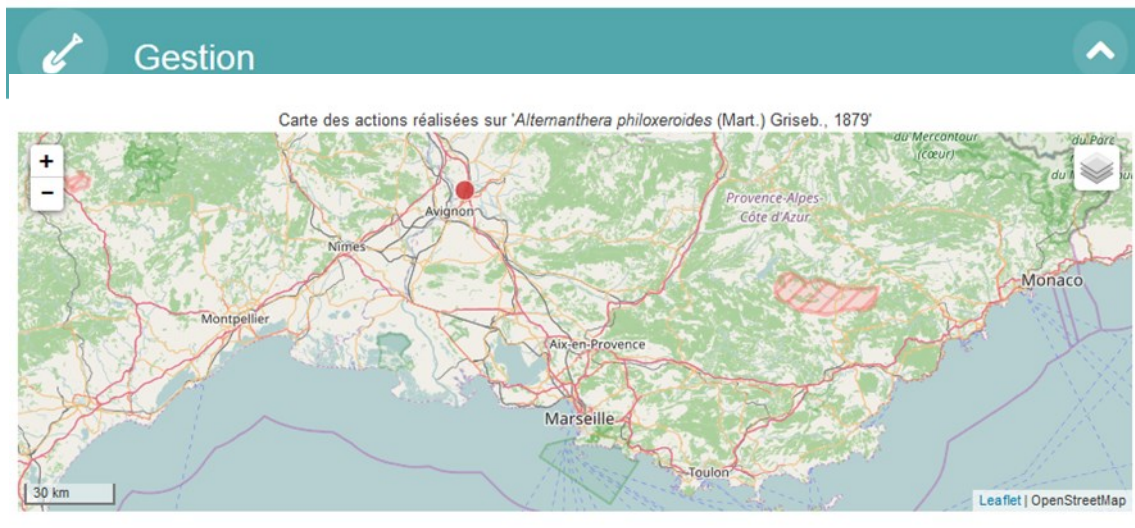 Gestion
Carte des actions réalisées sur 'Alternanthera philoxeroides (Mart.) Griseb., 1879'
+
−
du Mercantour
(cœur)
du Parc
Avignon
Provence-Alpes-
Côte d'Azur
Nîmes
Monaco
Montpellier
Aix-en-Provence
Marseille
Toulon
30 km
Leaflet | OpenStreetMap